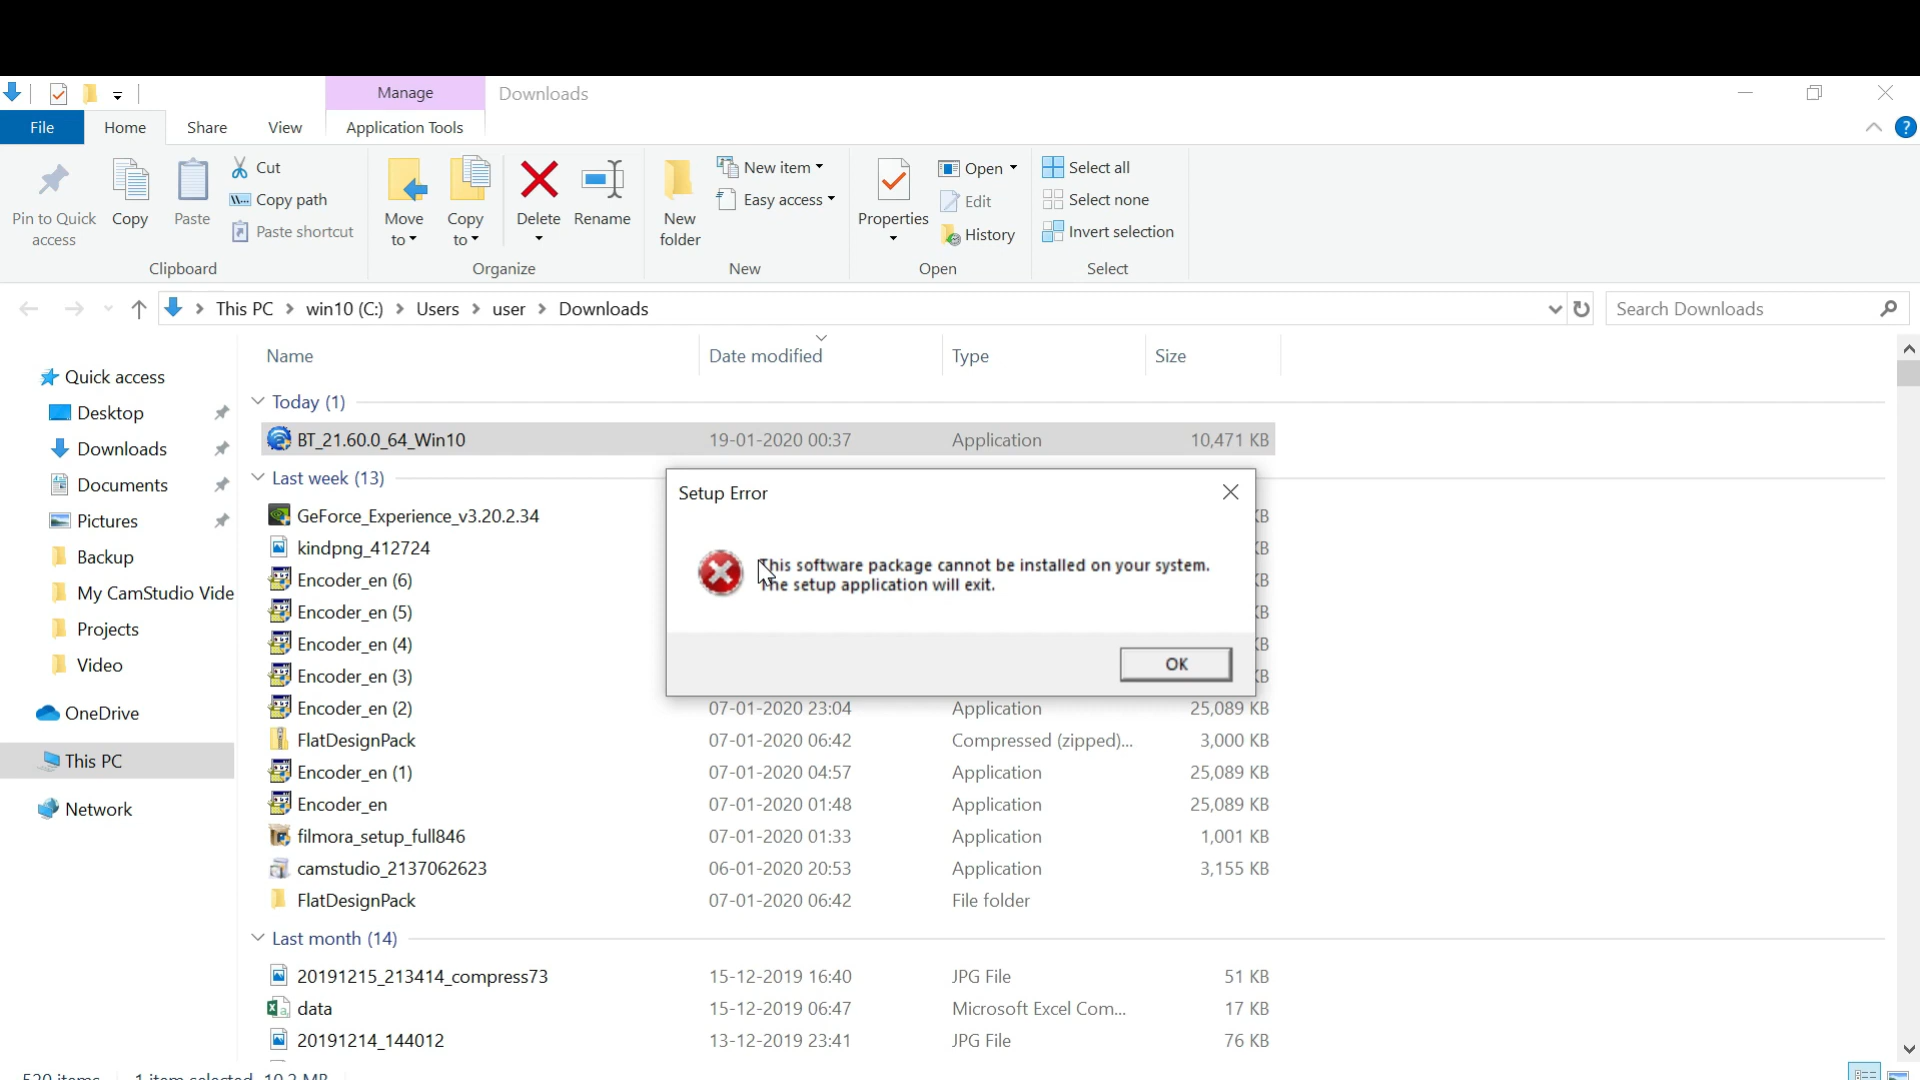 Manage
Downloads
File
Home
Share
View
Application Tools
Pin to Quick
access
Copy
Paste
Cut
Copy path
Paste shortcut
Clipboard
Move
to
Copy
to
Delete
Rename
Organize
New
folder
New item
Easy access
New
Properties
Open
Edit
History
Open
Select all
Select none
Invert selection
Select
This PC > win10 (C:) > Users > user > Downloads
Search Downloads
Name Date modified Type Size
Quick access
Desktop
Downloads
Documents
Pictures
Backup
My CamStudio Vide
Projects
Video
OneDrive
This PC
Network
Today (1)
BT_21.60.0_64_Win10 19-01-2020 00:37 Application 10,471 KB
Last week (13)
GeForce_Experience_v3.20.2.34
kindpng_412724
Encoder_en (6)
Encoder_en (5)
Encoder_en (4)
Encoder_en (3)
Setup Error
This software package cannot be installed on your system.
The setup application will exit.
OK
Encoder_en (2) 07-01-2020 23:04 Application 25,089 KB
FlatDesignPack 07-01-2020 06:42 Compressed (zipped)... 3,000 KB
Encoder_en (1) 07-01-2020 04:57 Application 25,089 KB
Encoder_en 07-01-2020 01:48 Application 25,089 KB
filmora_setup_full846 07-01-2020 01:33 Application 1,001 KB
camstudio_2137062623 06-01-2020 20:53 Application 3,155 KB
FlatDesignPack 07-01-2020 06:42 File folder
Last month (14)
20191215_213414_compress73 15-12-2019 16:40 JPG File 51 KB
data 15-12-2019 06:47 Microsoft Excel Com... 17 KB
20191214_144012 13-12-2019 23:41 JPG File 76 KB
520 items 1 item selected 10.2 MB